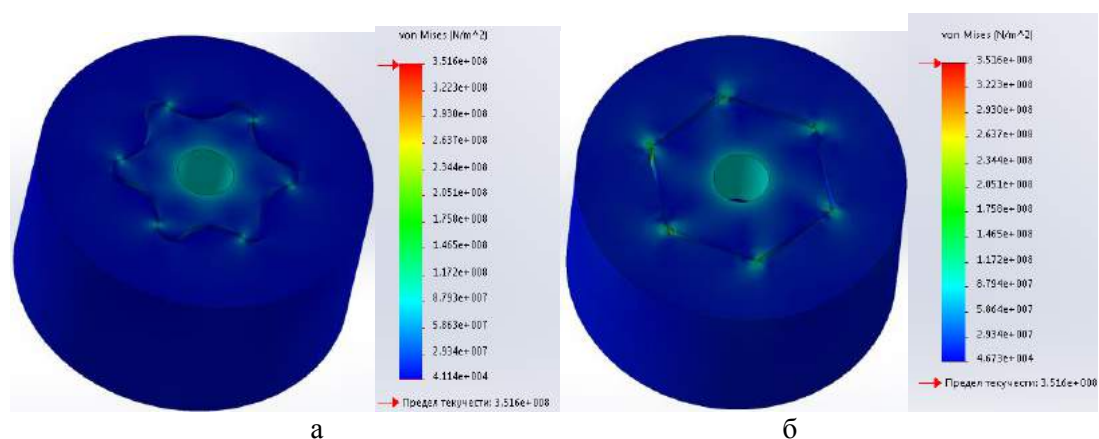 von Mises (N/m^2)
3.516e+008
3.223e+008
2.930e+008
2.637e+008
2.344e+008
2.051e+008
1.758e+008
1.465e+008
1.172e+008
8.793e+007
5.863e+007
2.934e+007
4.114e+004
Предел текучести: 3.516e+008
а
von Mises (N/m^2)
3.516e+008
3.223e+008
2.930e+008
2.637e+008
2.344e+008
2.051e+008
1.758e+008
1.465e+008
1.172e+008
8.794e+007
5.864e+007
2.934e+007
4.673e+004
Предел текучести: 3.516e+008
б